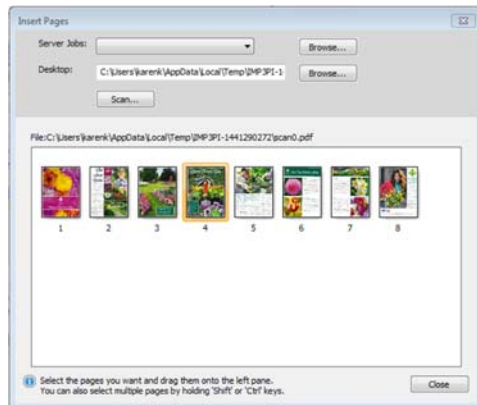 Insert Pages
Server Jobs:
Browse...
Desktop:
C:\Users\karenk\AppData\Local\Temp\IMP3PI-1
Browse...
Scan...
File:C:\Users\karenk\AppData\Local\Temp\IMP3PI-1441290272\scan0.pdf
1 2 3 4 5 6 7 8
Select the pages you want and drag them onto the left pane.
You can also select multiple pages by holding 'Shift' or 'Ctrl' keys.
Close